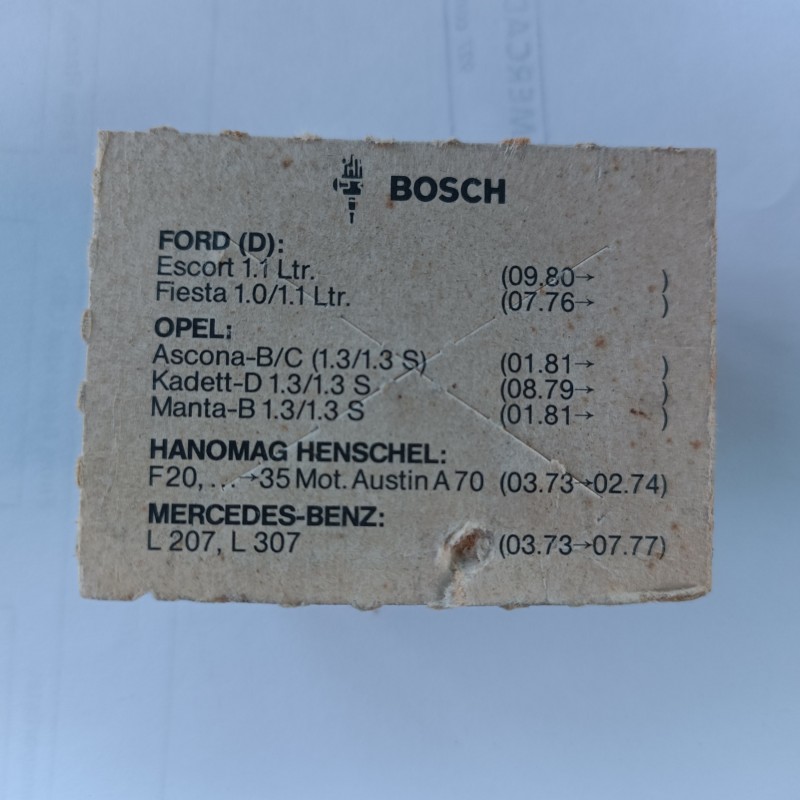 MERCAD
BOSCH
FORD (D):
Escort 1.1 Ltr. (09.80→ )
Fiesta 1.0/1.1 Ltr. (07.76→ )
OPEL:
Ascona-B/C (1.3/1.3 S) (01.81→ )
Kadett-D 1.3/1.3 S (08.79→ )
Manta-B 1.3/1.3 S (01.81→ )
HANOMAG HENSCHEL:
F20, ...→35 Mot. Austin A 70 (03.73→02.74)
MERCEDES-BENZ:
L 207, L 307 (03.73→07.77)